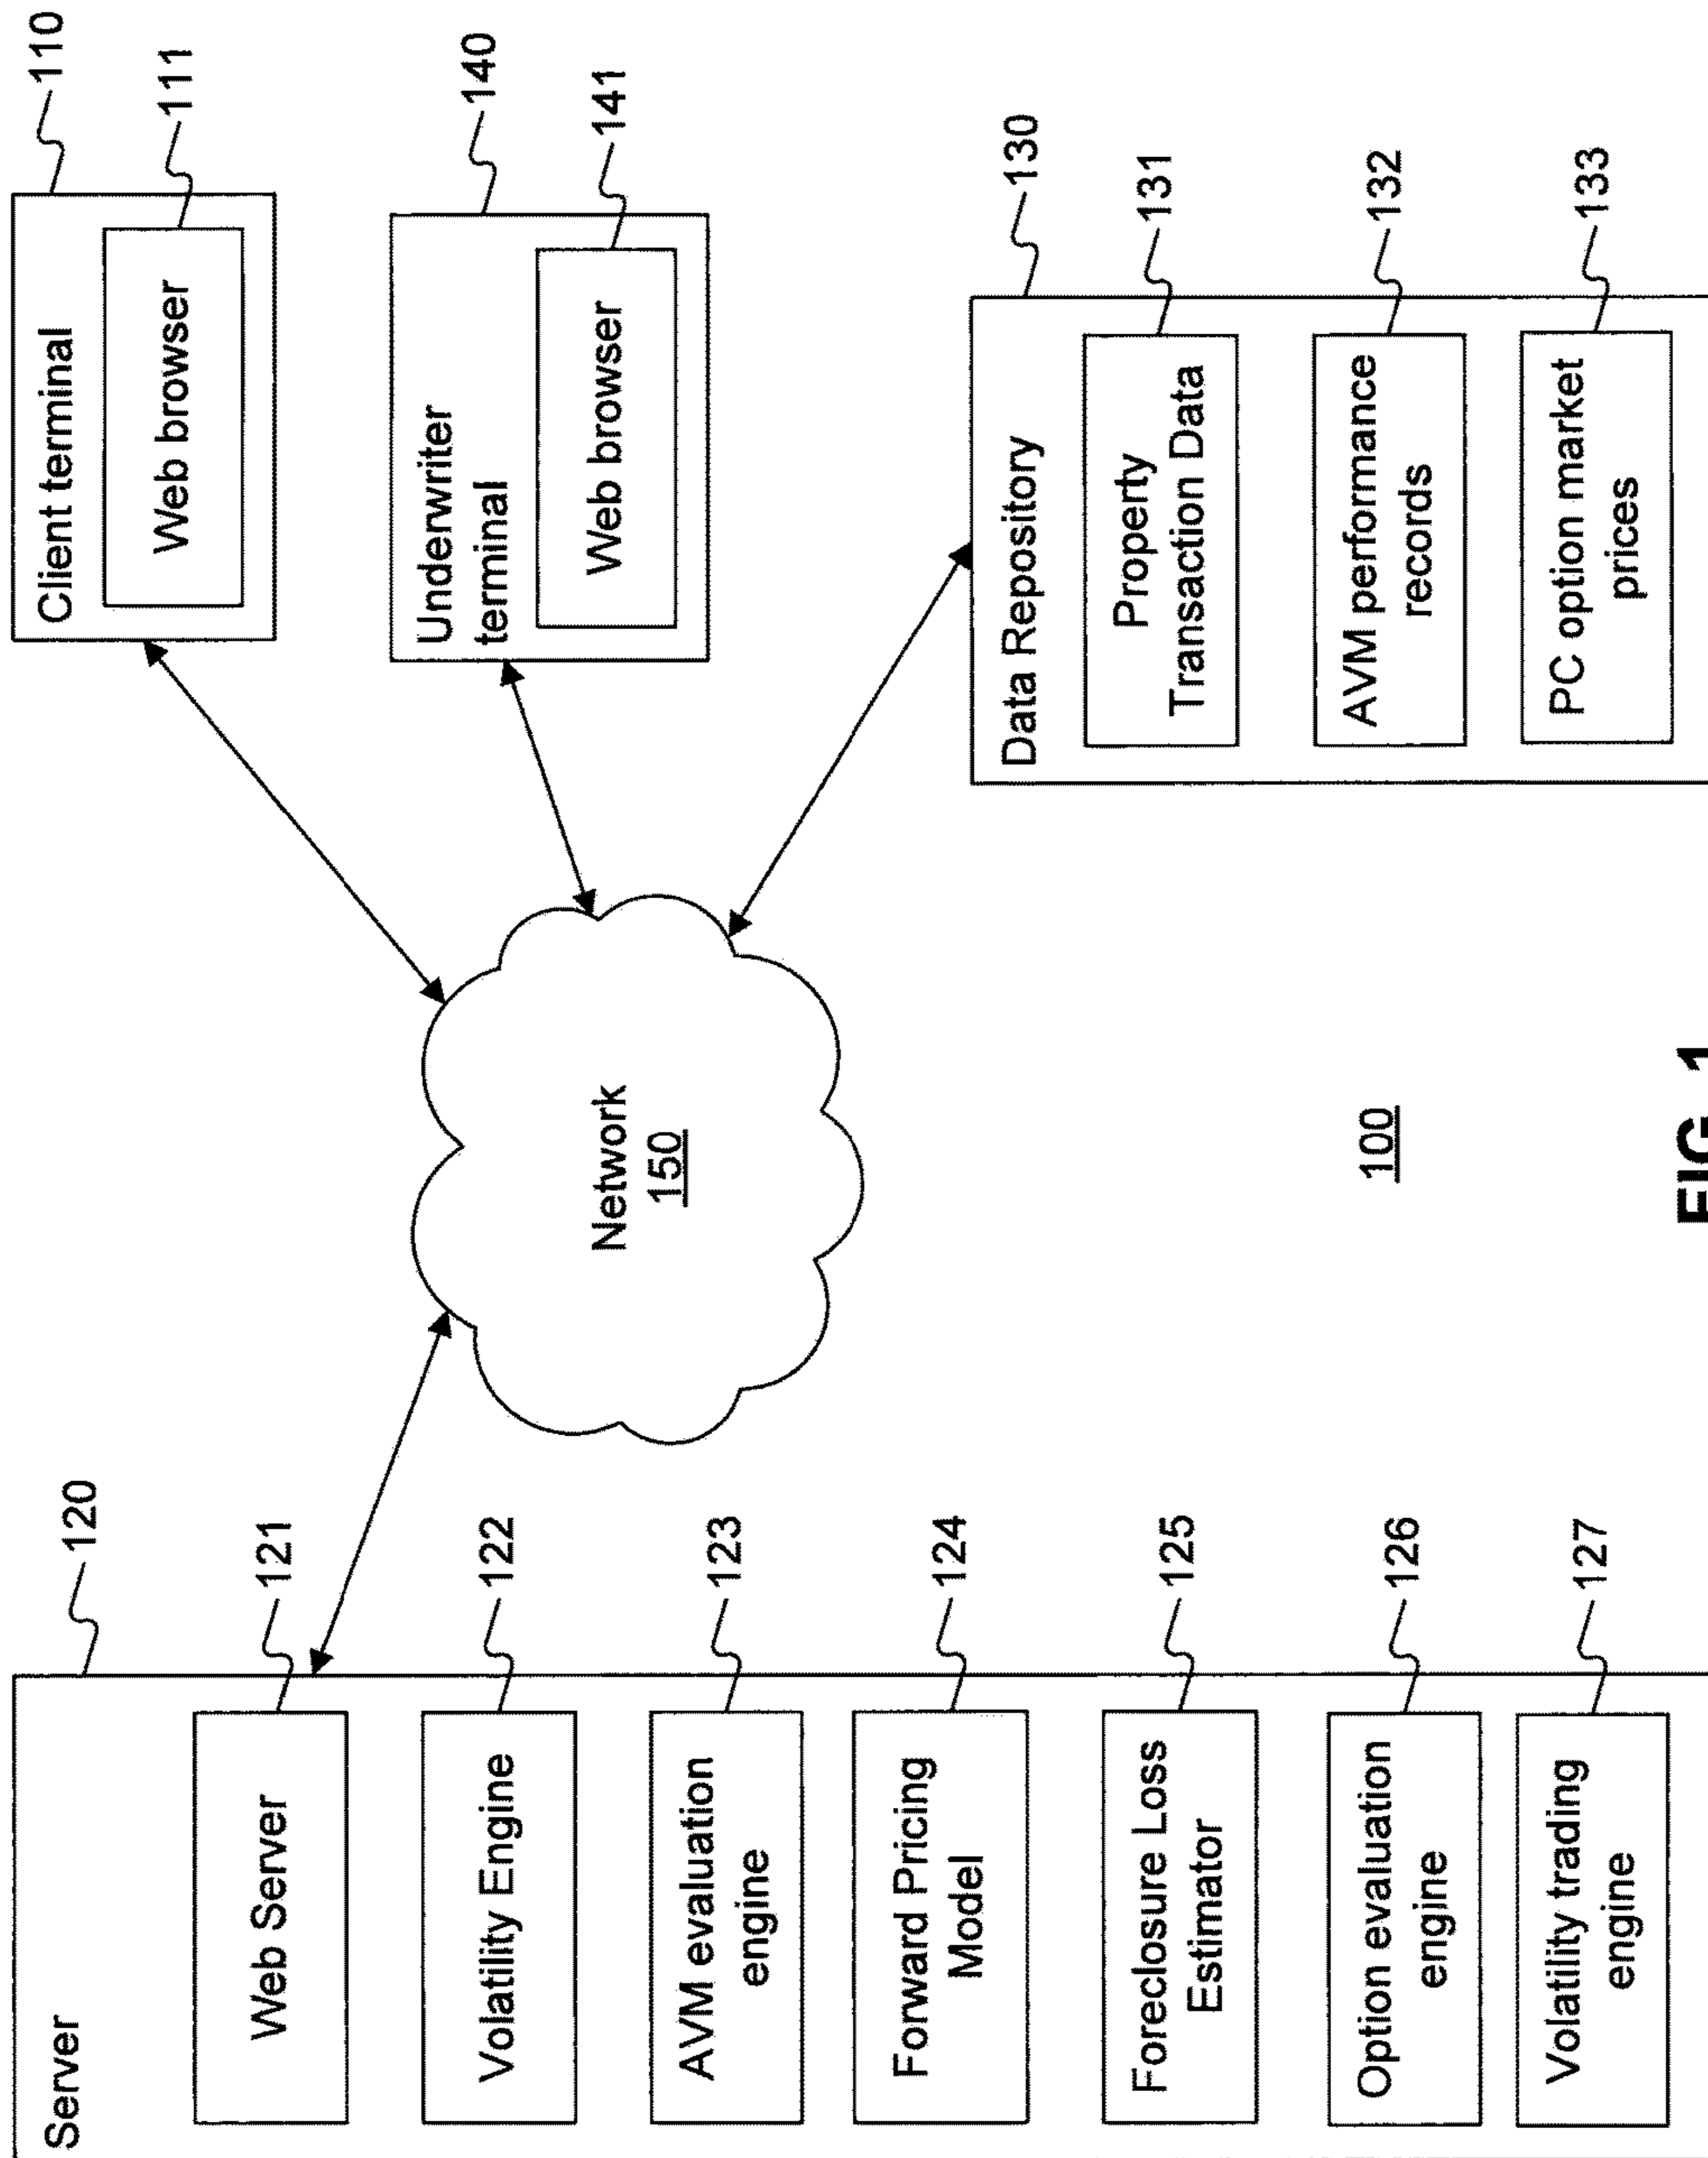 Server
120
Web Server
121
Volatility Engine
122
AVM evaluation
engine
123
Forward Pricing
Model
124
Foreclosure Loss
Estimator
125
Option evaluation
engine
126
Volatility trading
engine
127
Network
150
Client terminal
110
Web browser
111
Underwriter
terminal
140
Web browser
141
Data Repository
130
Property
Transaction Data
131
AVM performance
records
132
PC option market
prices
133
100
FIG. 1